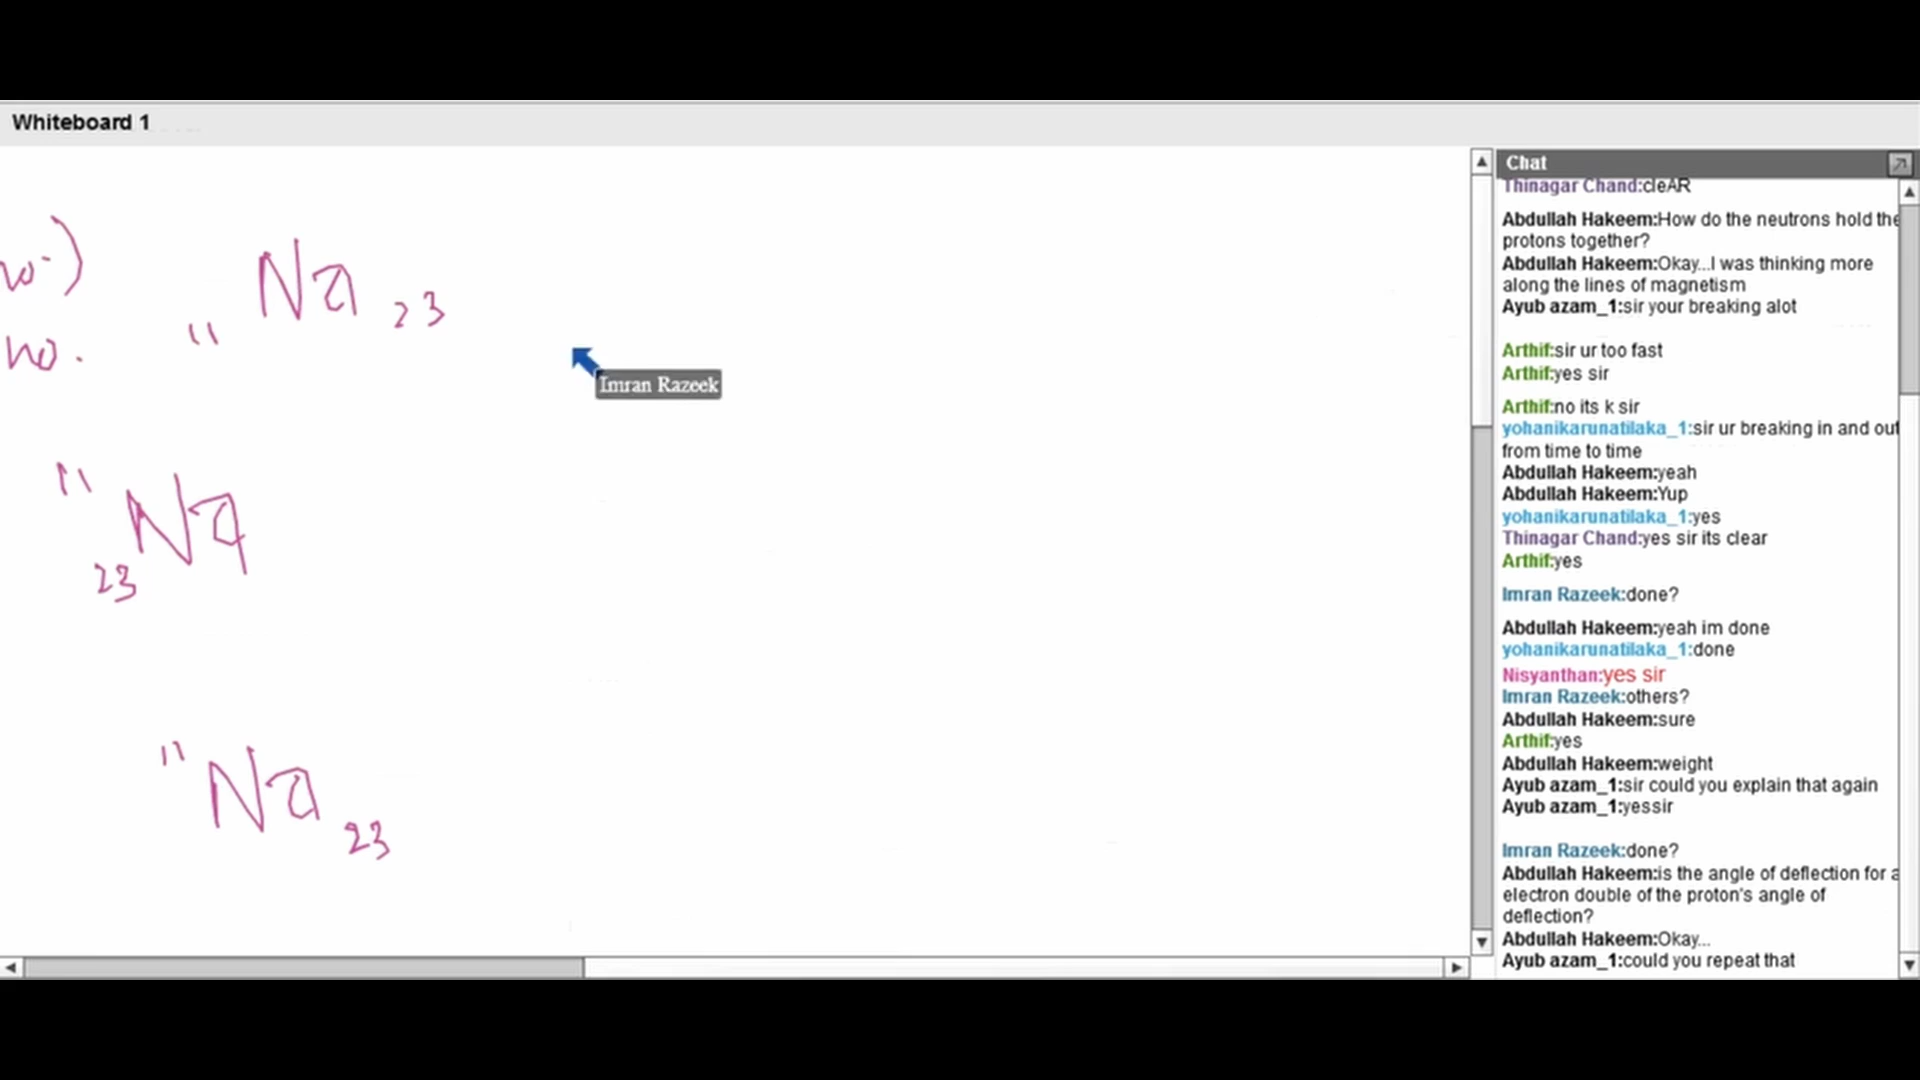 Whiteboard 1
no.)
no.
11 Na 23
Imran Razeek
11
Na
23
11
Na
23
Chat
Thinagar Chand:cleAR
Abdullah Hakeem:How do the neutrons hold the
protons together?
Abdullah Hakeem:Okay...I was thinking more
along the lines of magnetism
Ayub azam_1:sir your breaking alot
Arthif:sir ur too fast
Arthif:yes sir
Arthif:no its k sir
yohanikarunatilaka_1:sir ur breaking in and out
from time to time
Abdullah Hakeem:yeah
Abdullah Hakeem:Yup
yohanikarunatilaka_1:yes
Thinagar Chand:yes sir its clear
Arthif:yes
Imran Razeek:done?
Abdullah Hakeem:yeah im done
yohanikarunatilaka_1:done
Nisyanthan:yes sir
Imran Razeek:others?
Abdullah Hakeem:sure
Arthif:yes
Abdullah Hakeem:weight
Ayub azam_1:sir could you explain that again
Ayub azam_1:yessir
Imran Razeek:done?
Abdullah Hakeem:is the angle of deflection for a
electron double of the proton's angle of
deflection?
Abdullah Hakeem:Okay...
Ayub azam_1:could you repeat that